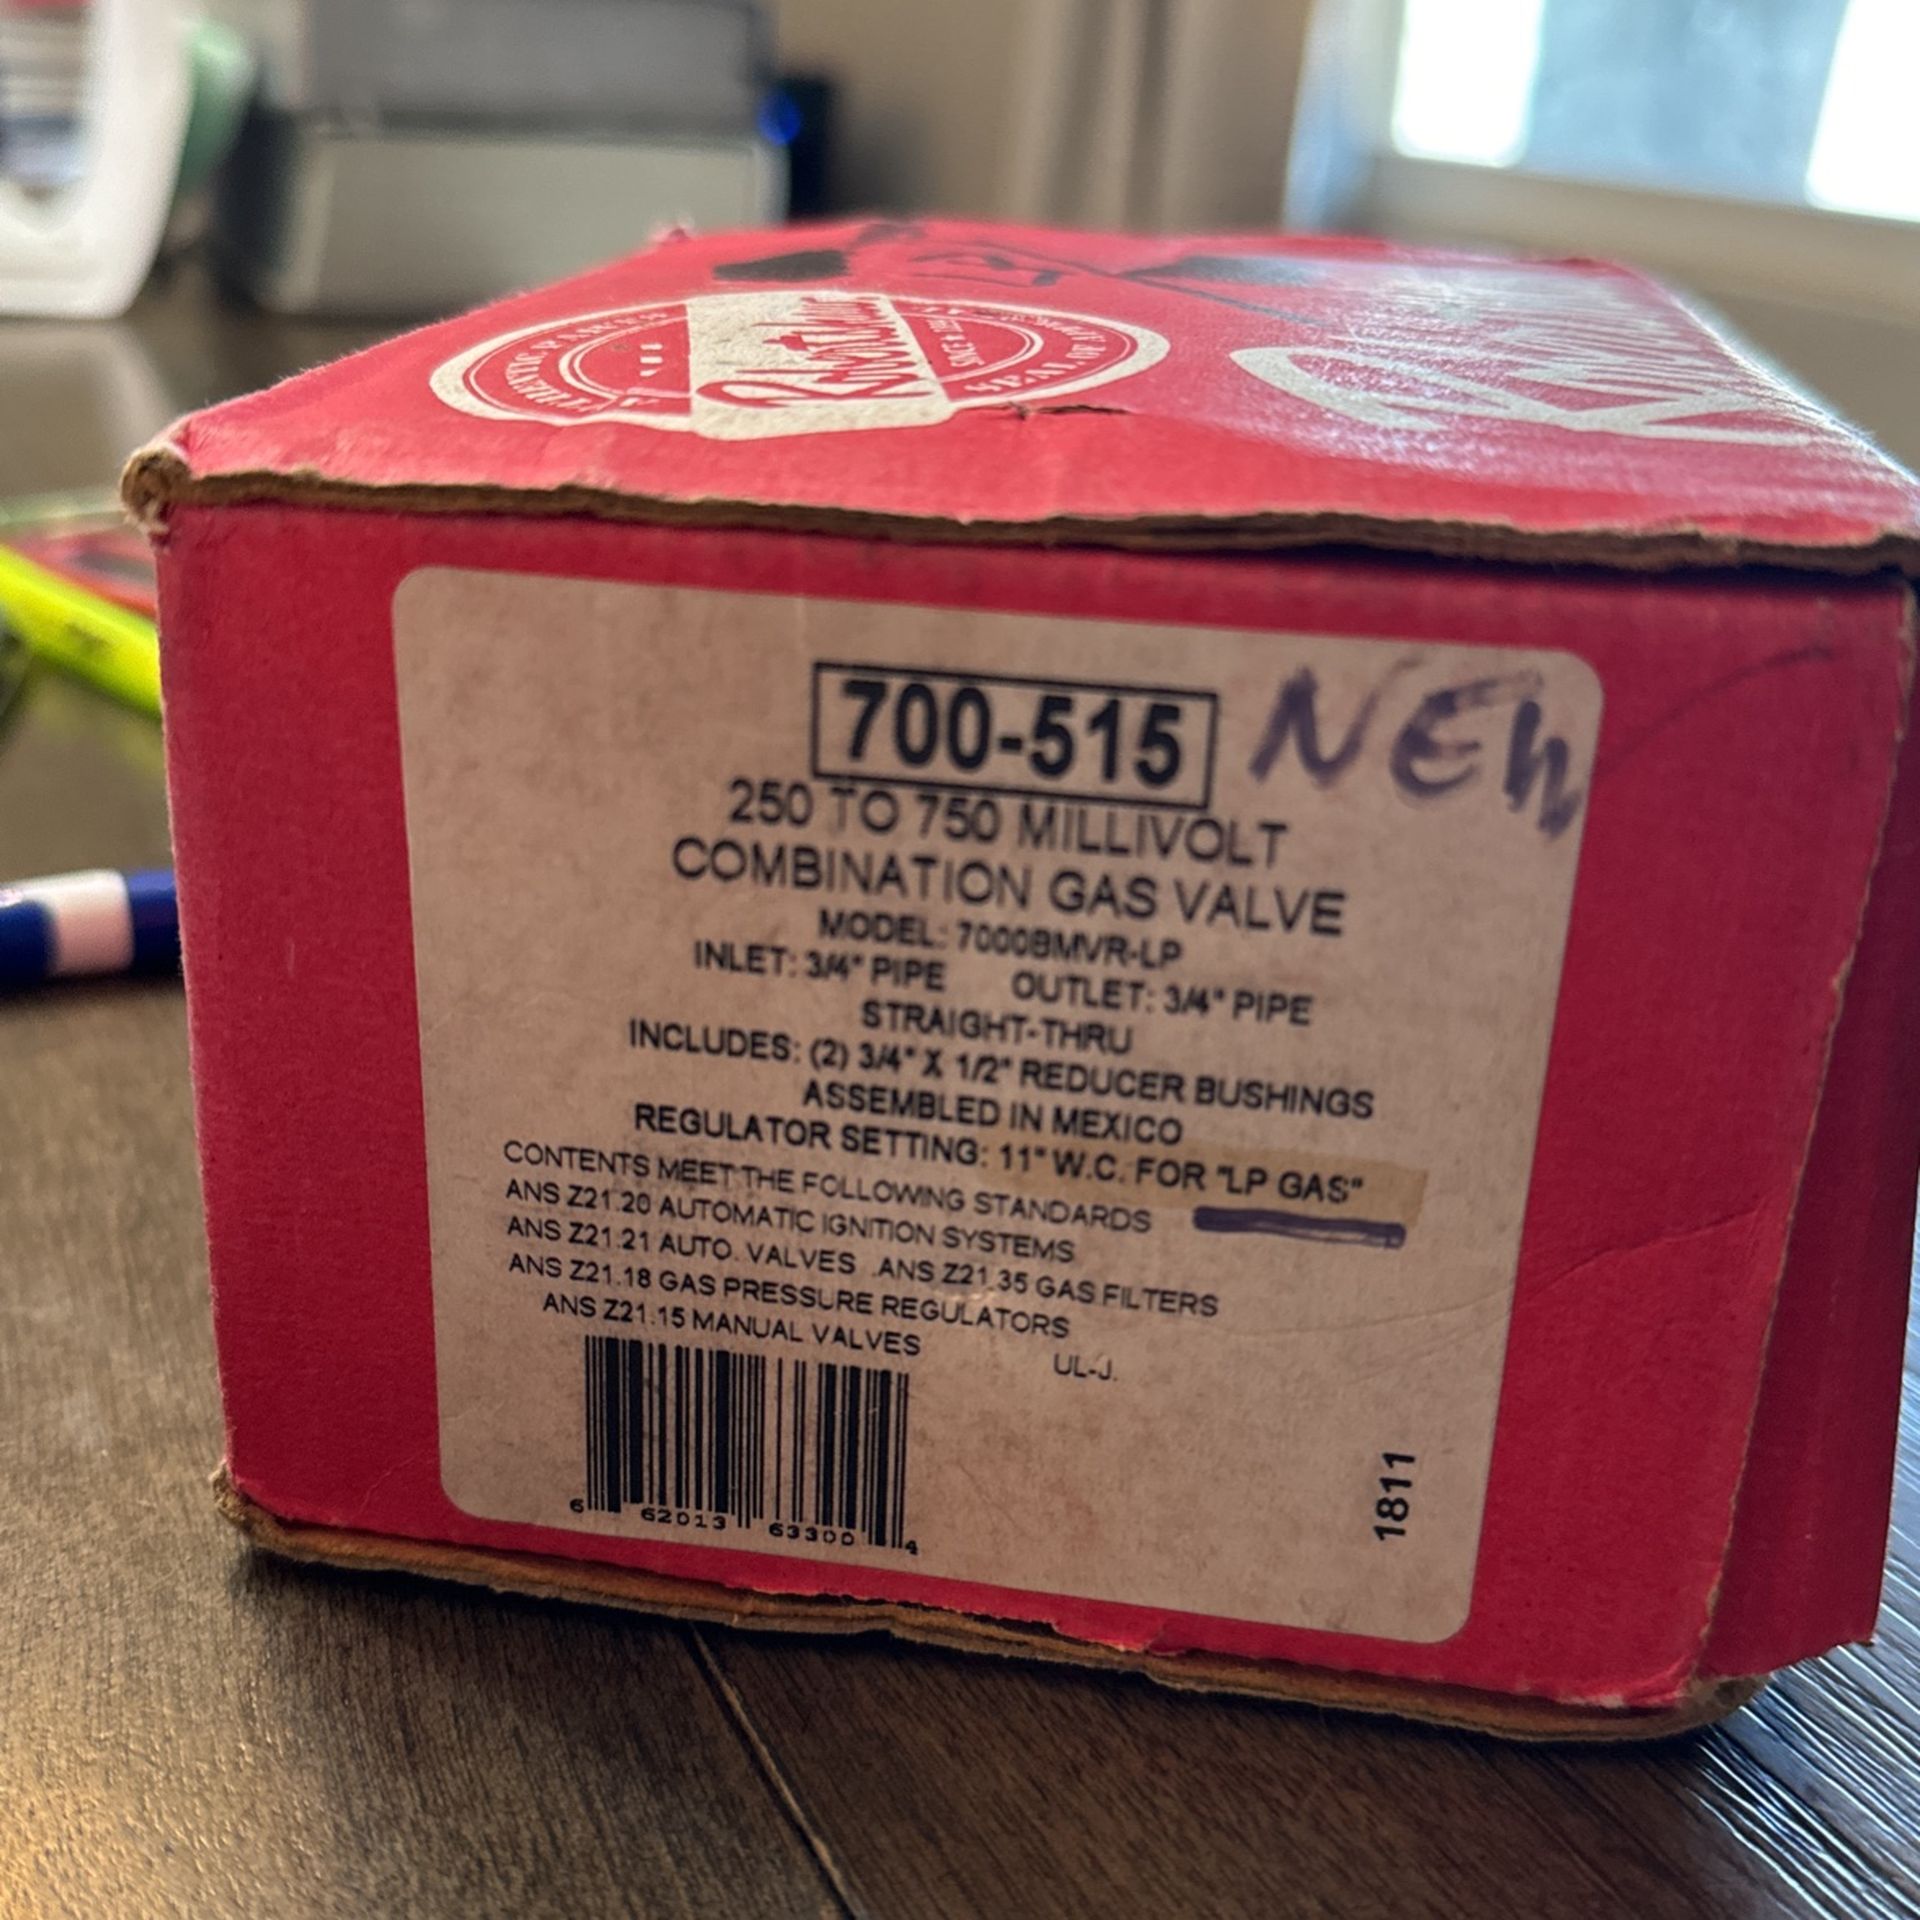 Robertshaw
700-515 NEW
250 TO 750 MILLIVOLT
COMBINATION GAS VALVE
MODEL: 7000BMVR-LP
INLET: 3/4" PIPE OUTLET: 3/4" PIPE
STRAIGHT-THRU
INCLUDES: (2) 3/4" X 1/2" REDUCER BUSHINGS
ASSEMBLED IN MEXICO
REGULATOR SETTING: 11" W.C. FOR "LP GAS"
CONTENTS MEET THE FOLLOWING STANDARDS
ANS Z21.20 AUTOMATIC IGNITION SYSTEMS
ANS Z21.21 AUTO. VALVES ANS Z21.35 GAS FILTERS
ANS Z21.18 GAS PRESSURE REGULATORS
ANS Z21.15 MANUAL VALVES
UL-J.
6 62013 63300 4
1811